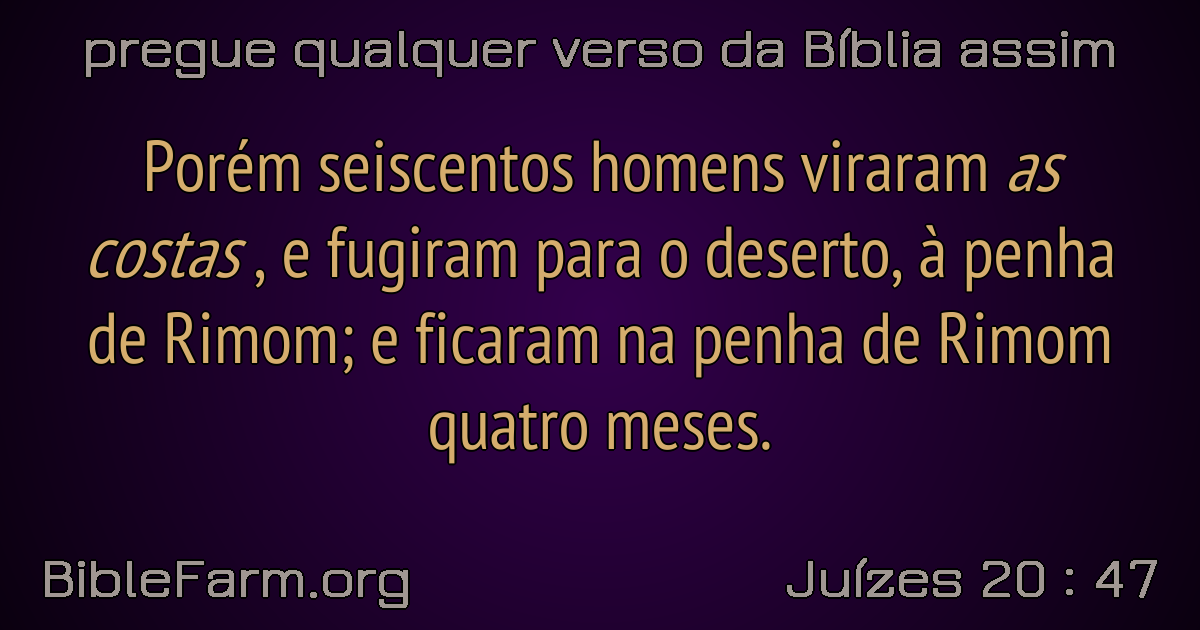 pregue qualquer verso da Bíblia assim
Porém seiscentos homens viraram as
costas , e fugiram para o deserto, à penha
de Rimom; e ficaram na penha de Rimom
quatro meses.
BibleFarm.org
Juízes 20 : 47